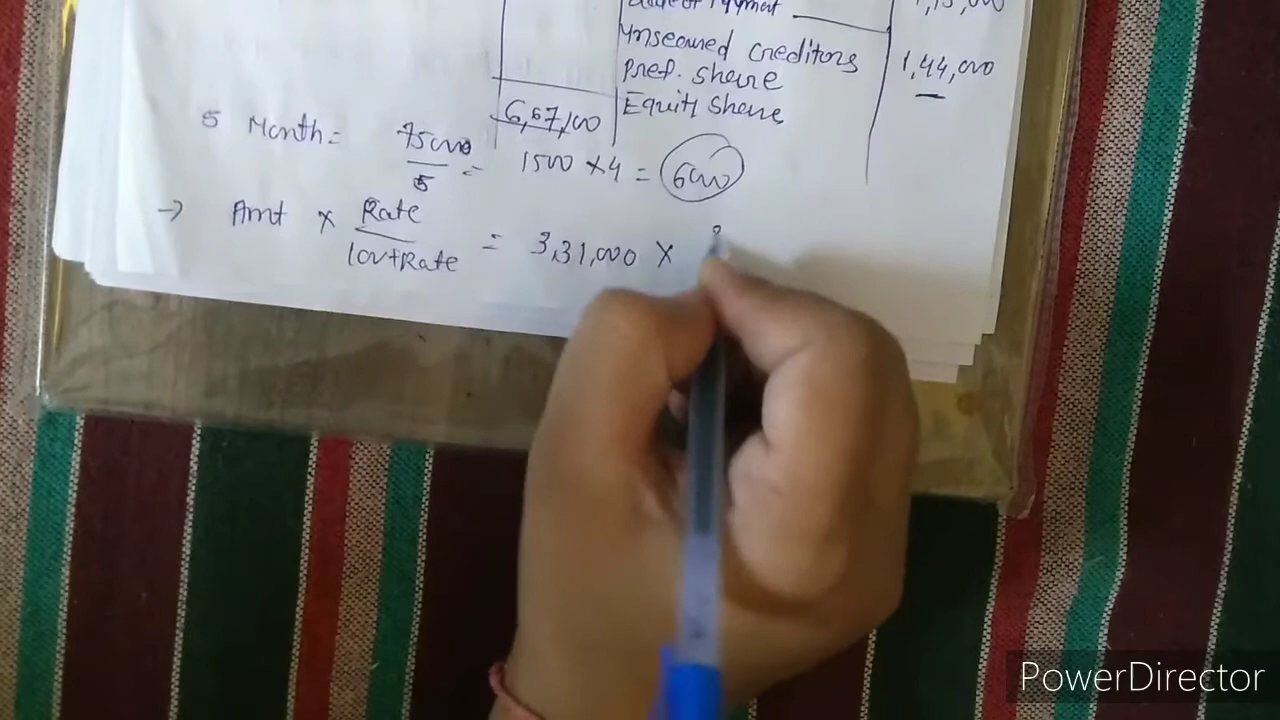 Unsecured Creditors
1,44,000
Pref. share
Equity share
6,67,100
5 Month = 7500/5 = 1500 × 4 = 6000
→ Amt × Rate/100+Rate = 3,31,000 ×
PowerDirector